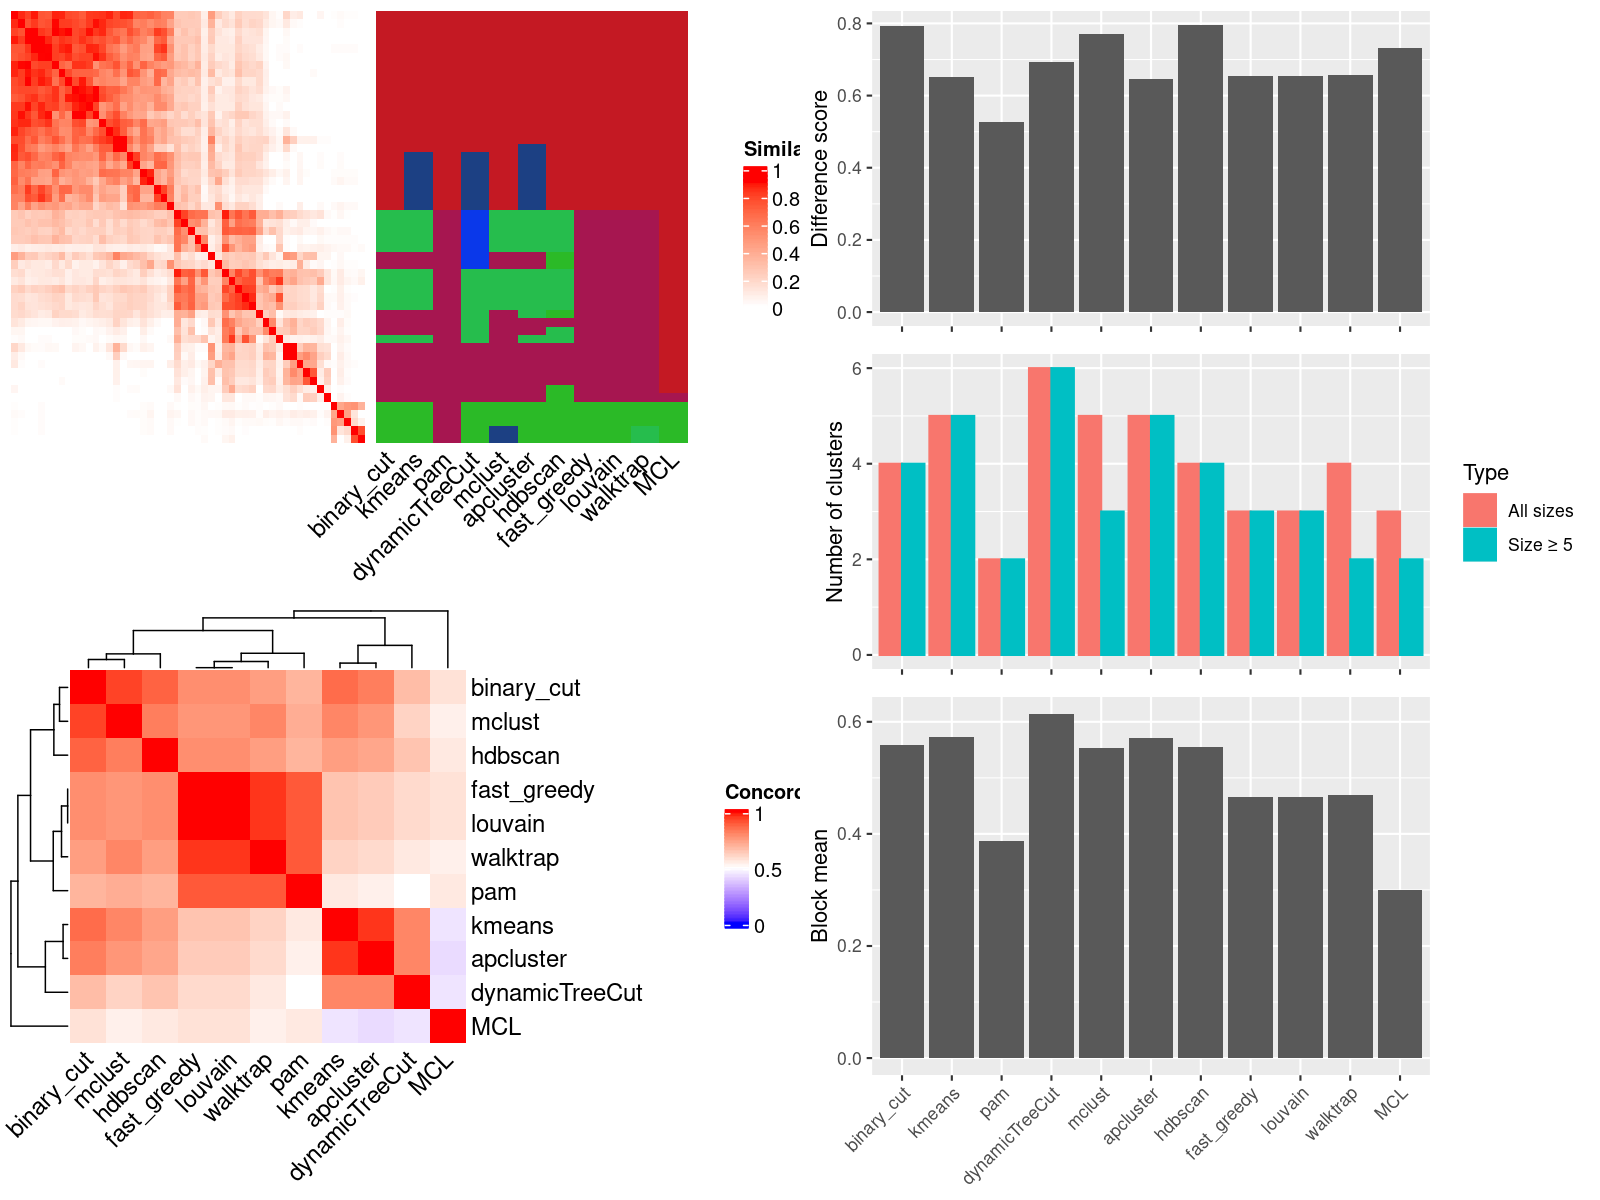 Simila
1
0.8
0.6
0.4
0.2
0
binary_cut
kmeans
pam
dynamicTreeCut
mclust
apcluster
hdbscan
fast_greedy
louvain
walktrap
MCL
Difference score
0.8
0.6
0.4
0.2
0.0
Number of clusters
6
4
2
0
Type
All sizes
Size ≥ 5
Block mean
0.6
0.4
0.2
0.0
binary_cut
kmeans
pam
dynamicTreeCut
mclust
apcluster
hdbscan
fast_greedy
louvain
walktrap
MCL
binary_cut
mclust
hdbscan
fast_greedy
louvain
walktrap
pam
kmeans
apcluster
dynamicTreeCut
MCL
Concord
1
0.5
0
binary_cut
mclust
hdbscan
fast_greedy
louvain
walktrap
pam
kmeans
apcluster
dynamicTreeCut
MCL